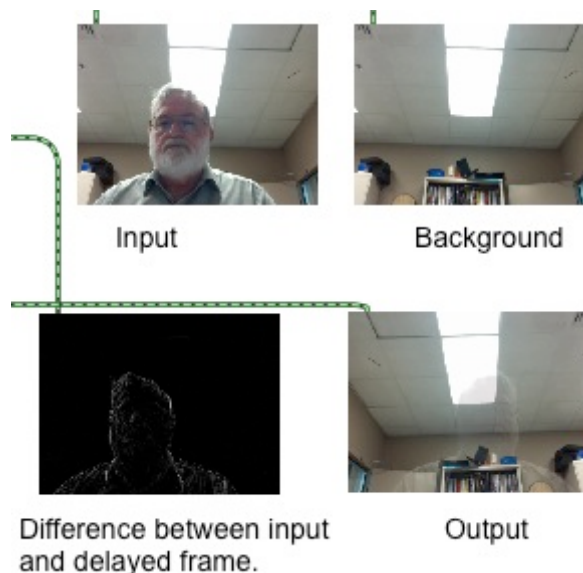 Input
Background
Difference between input
and delayed frame.
Output